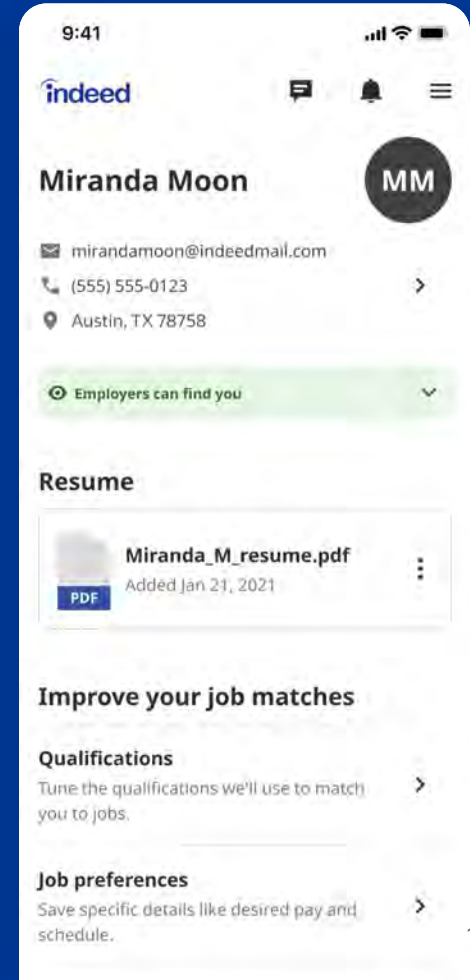 9:41
indeed
Miranda Moon
MM
mirandamoon@indeedmail.com
(555) 555-0123
Austin, TX 78758
Employers can find you
Resume
Miranda_M_resume.pdf
Added Jan 21, 2021
PDF
Improve your job matches
Qualifications
Tune the qualifications we'll use to match
you to jobs.
Job preferences
Save specific details like desired pay and
schedule.